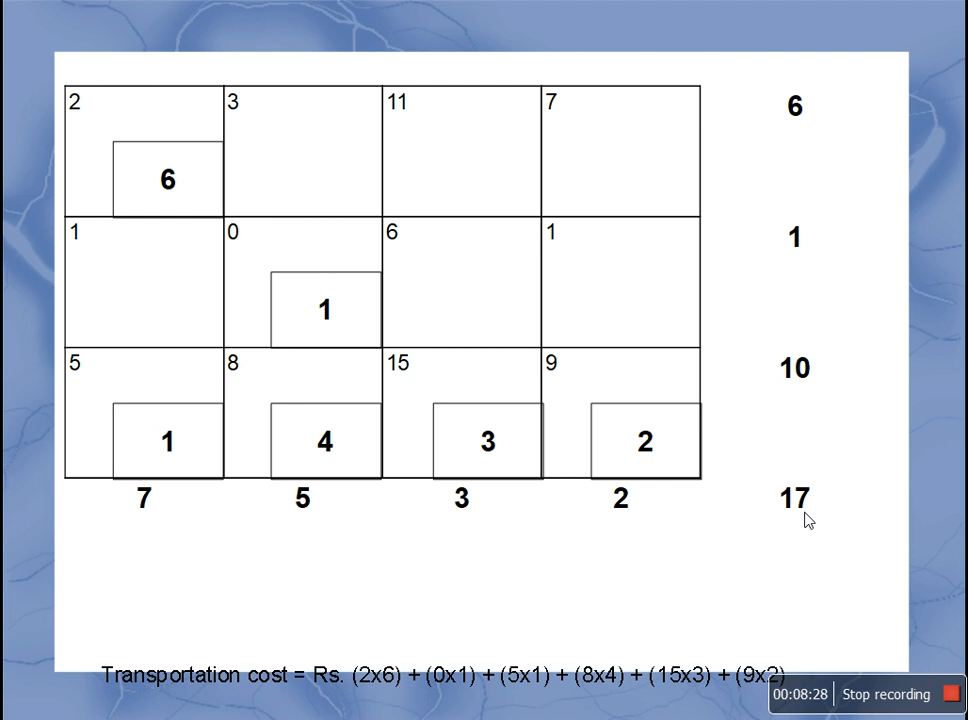 2 3 11 7 6
6
1 0 6 1 1
1
5 8 15 9 10
1 4 3 2
7 5 3 2 17
Transportation cost = Rs. (2x6) + (0x1) + (5x1) + (8x4) + (15x3) + (9x2)
00:08:28 Stop recording